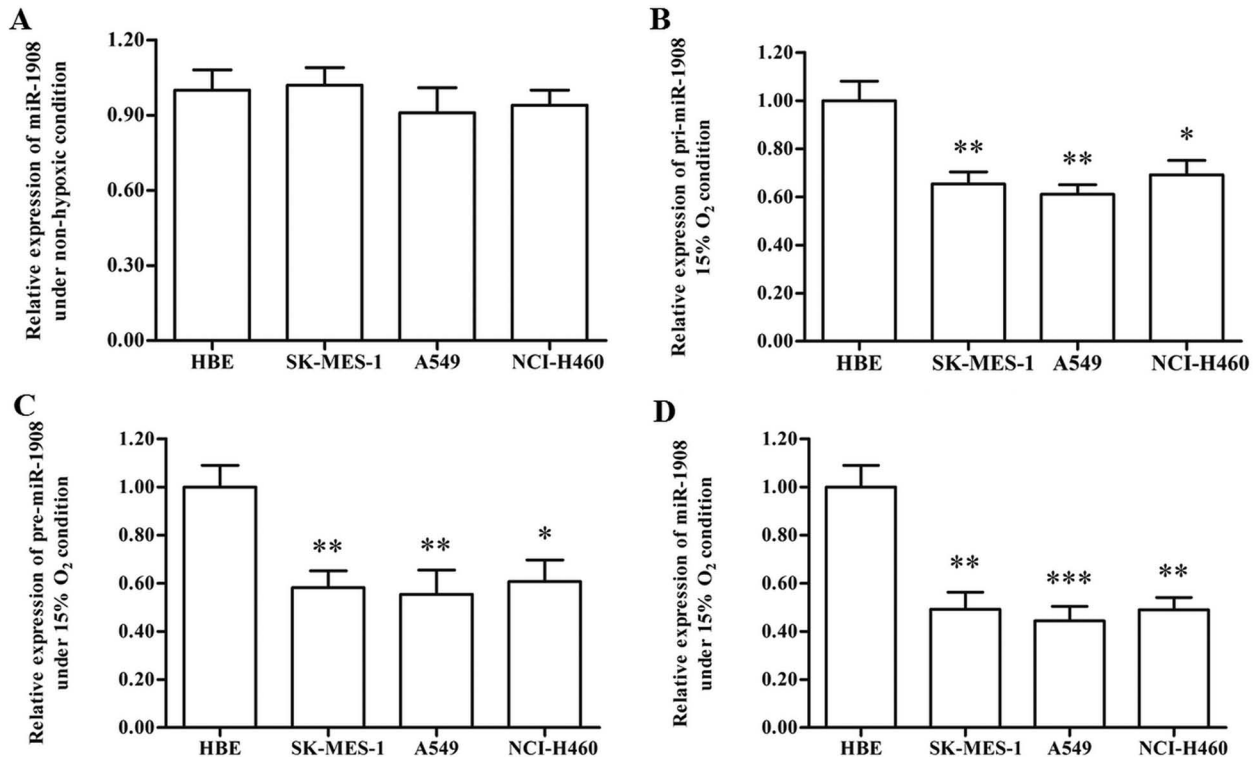 A
Relative expression of miR-1908
under non-hypoxic condition
1.20
0.90
0.60
0.30
0.00
HBE SK-MES-1 A549 NCI-H460
B
Relative expression of pri-miR-1908
15% O2 condition
1.20
1.00
0.80
0.60
0.40
0.20
0.00
** ** *
HBE SK-MES-1 A549 NCI-H460
C
Relative expression of pre-miR-1908
under 15% O2 condition
1.20
1.00
0.80
0.60
0.40
0.20
0.00
** ** *
HBE SK-MES-1 A549 NCI-H460
D
Relative expression of miR-1908
under 15% O2 condition
1.20
1.00
0.80
0.60
0.40
0.20
0.00
** *** **
HBE SK-MES-1 A549 NCI-H460